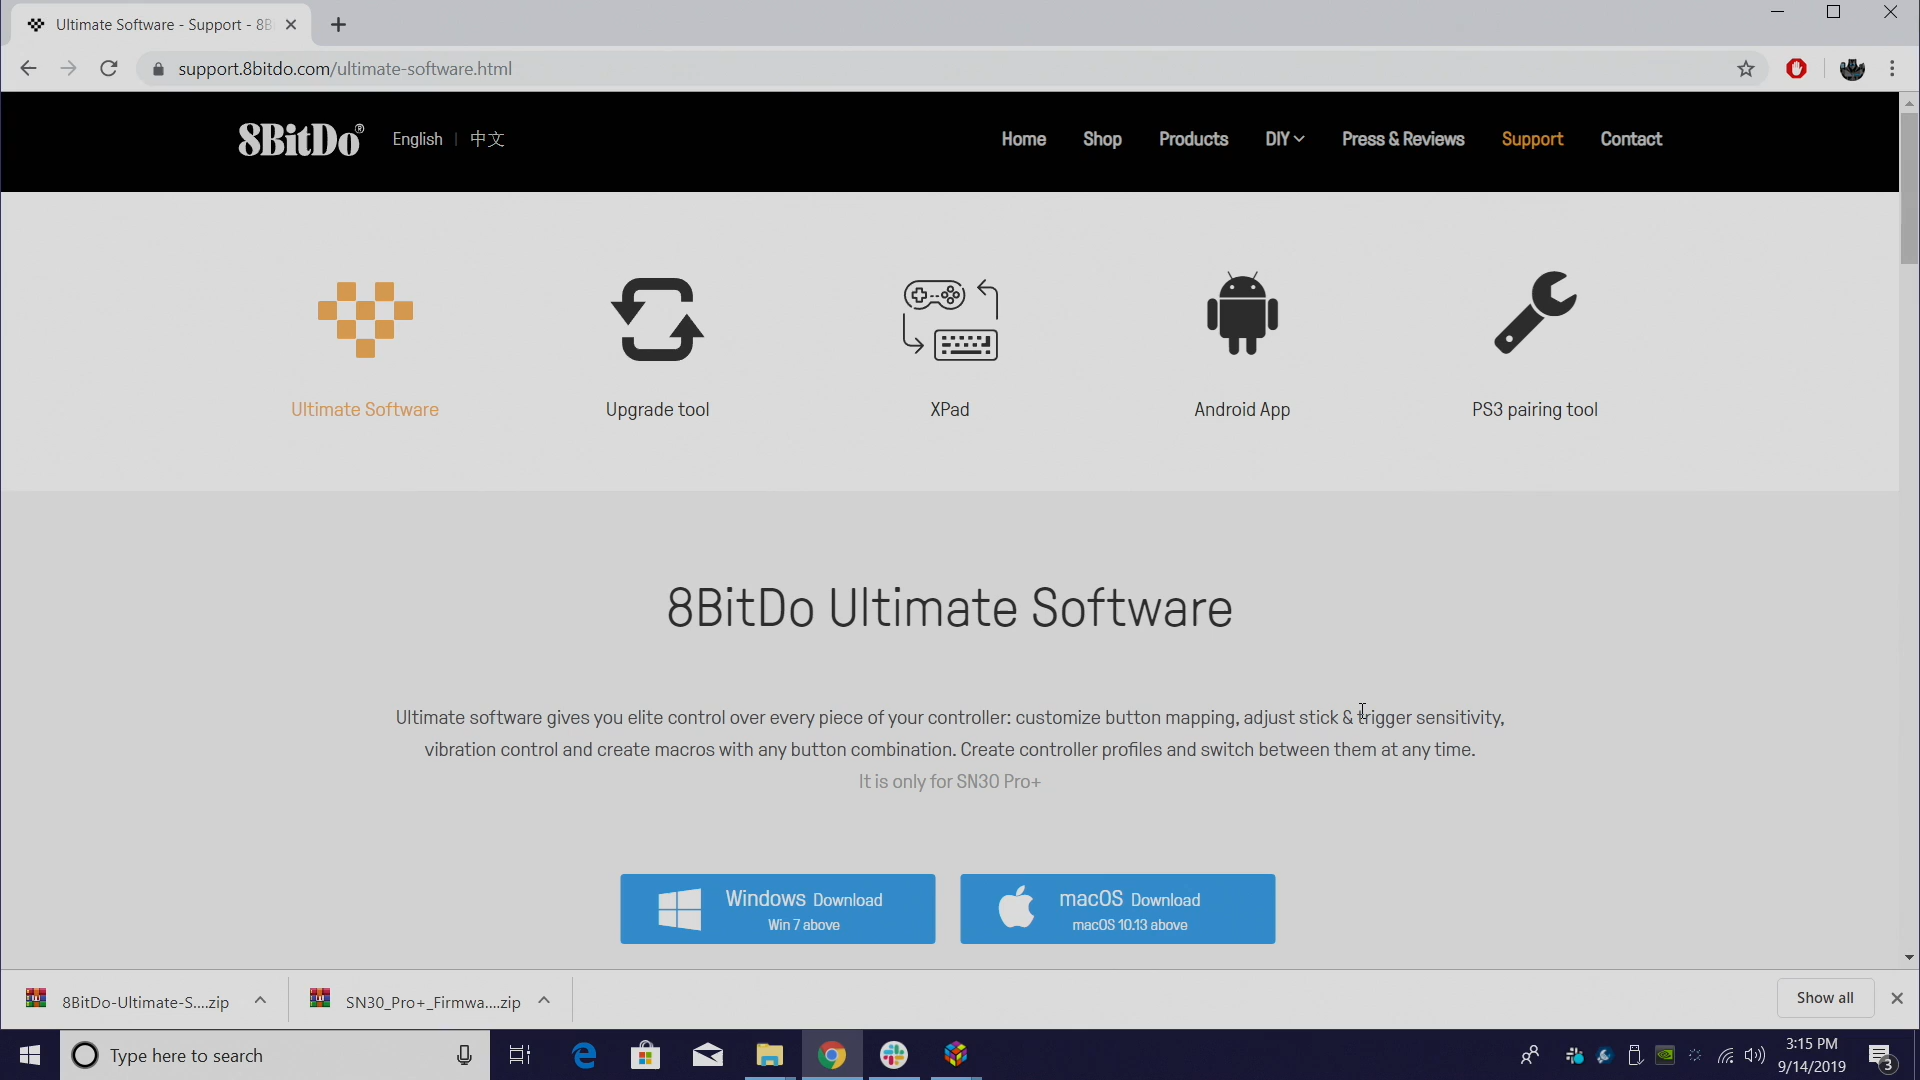 Ultimate Software - Support - 8B
support.8bitdo.com/ultimate-software.html
8BitDo® English | 中文 Home Shop Products DIY Press & Reviews Support Contact
Ultimate Software Upgrade tool XPad Android App PS3 pairing tool
8BitDo Ultimate Software
Ultimate software gives you elite control over every piece of your controller: customize button mapping, adjust stick & trigger sensitivity,
vibration control and create macros with any button combination. Create controller profiles and switch between them at any time.
It is only for SN30 Pro+
Windows Download
Win 7 above
macOS Download
macOS 10.13 above
8BitDo-Ultimate-S....zip SN30_Pro+_Firmwa....zip Show all
Type here to search
3:15 PM
9/14/2019
3